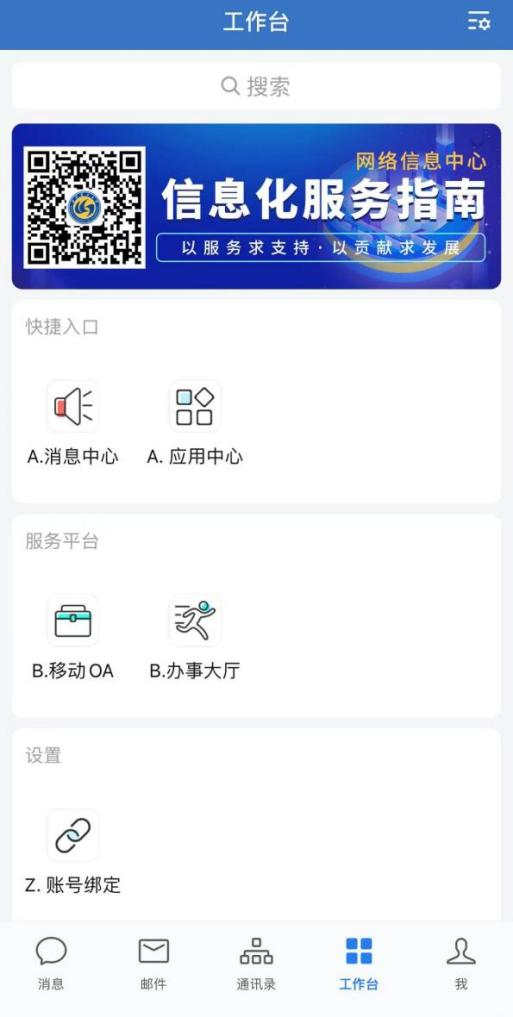 工作台
搜索
网络信息中心
信息化服务指南
以服务求支持·以贡献求发展
快捷入口
A.消息中心
A. 应用中心
服务平台
B.移动OA
B.办事大厅
设置
Z. 账号绑定
消息
邮件
通讯录
工作台
我